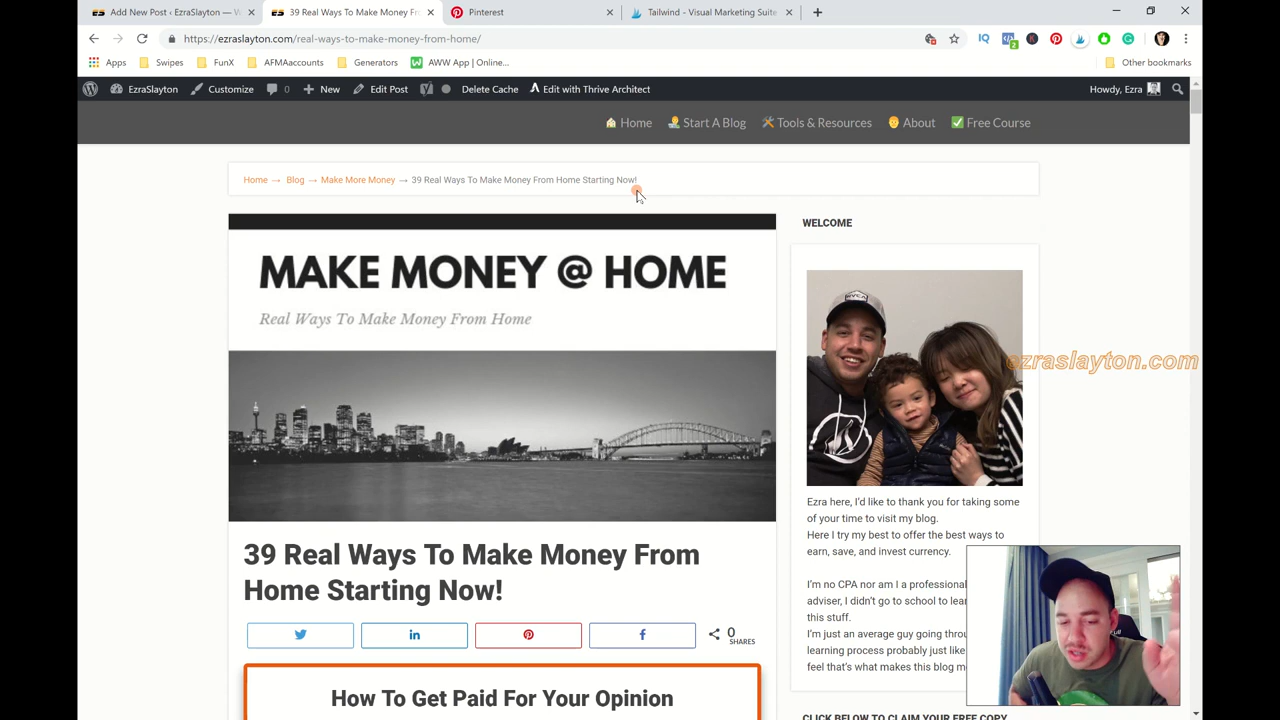 Add New Post ‹ EzraSlayton — W
39 Real Ways To Make Money Fr
Pinterest
Tailwind - Visual Marketing Suite
https://ezraslayton.com/real-ways-to-make-money-from-home/
Apps
Swipes
FunX
AFMAaccounts
Generators
AWW App | Online...
Other bookmarks
EzraSlayton
Customize
0
New
Edit Post
Delete Cache
Edit with Thrive Architect
Howdy, Ezra
Home
Start A Blog
Tools & Resources
About
Free Course
Home → Blog → Make More Money → 39 Real Ways To Make Money From Home Starting Now!
MAKE MONEY @ HOME
Real Ways To Make Money From Home
39 Real Ways To Make Money From
Home Starting Now!
0
SHARES
How To Get Paid For Your Opinion
WELCOME
ezraslayton.com
Ezra here, I'd like to thank you for taking some
of your time to visit my blog.
Here I try my best to offer the best ways to
earn, save, and invest currency.
I'm no CPA nor am I a professional
adviser, I didn't go to school to lear
this stuff.
I'm just an average guy going throu
learning process probably just like
feel that's what makes this blog m
CLICK BELOW TO CLAIM YOUR FREE COPY